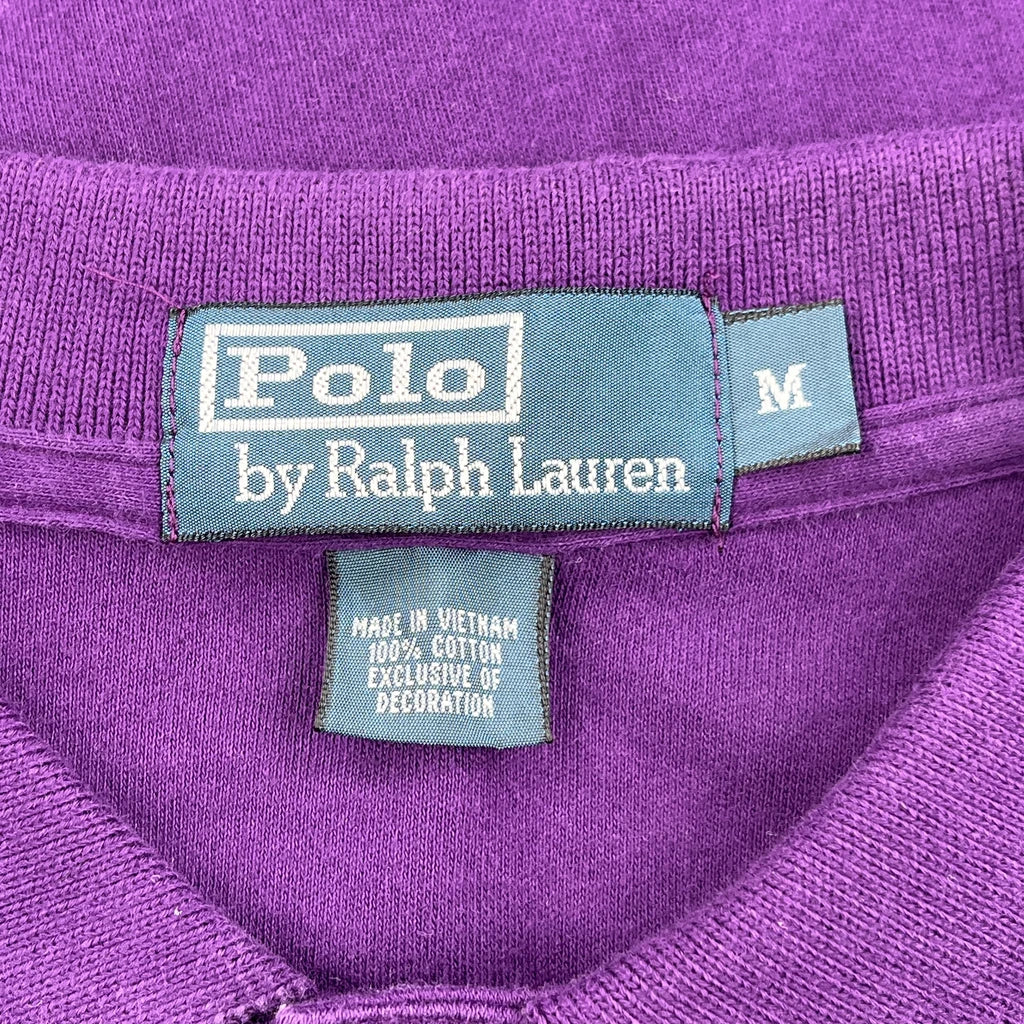 Polo
by Ralph Lauren
M
MADE IN VIETNAM
100% COTTON
EXCLUSIVE OF
DECORATION